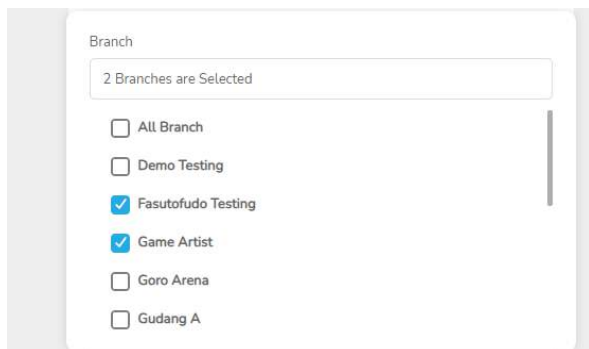 Branch
2 Branches are Selected
All Branch
Demo Testing
Fasutofudo Testing
Game Artist
Goro Arena
Gudang A